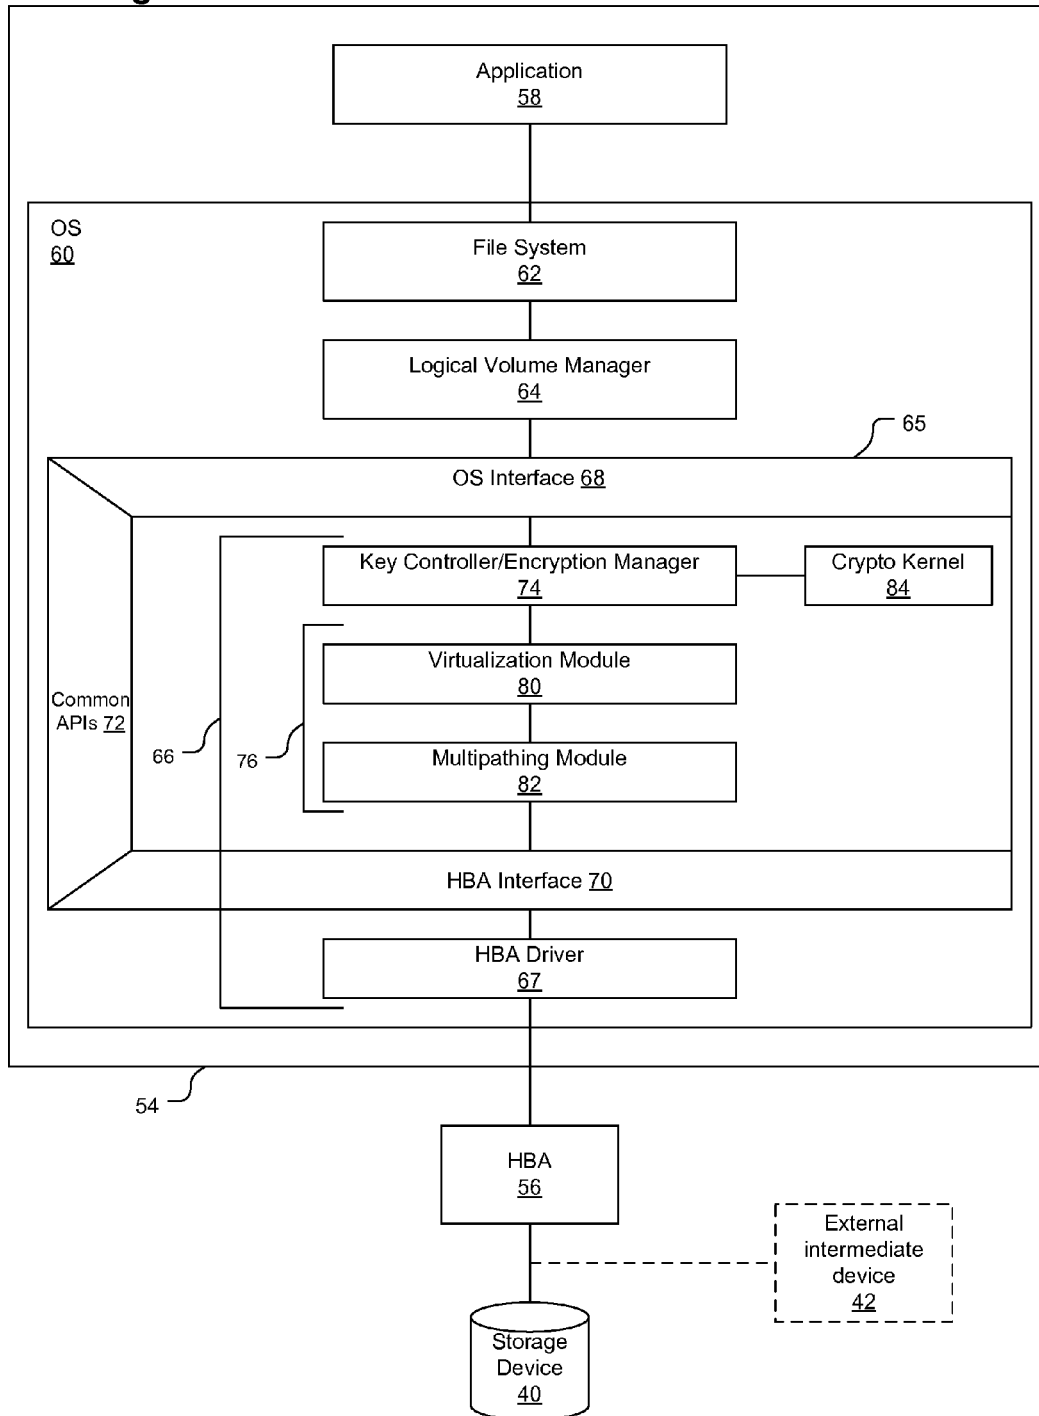 Application
58
OS
60
File System
62
Logical Volume Manager
64
65
OS Interface 68
Key Controller/Encryption Manager
74
Crypto Kernel
84
Virtualization Module
80
Common
APIs 72
66
76
Multipathing Module
82
HBA Interface 70
HBA Driver
67
54
HBA
56
External
intermediate
device
42
Storage
Device
40